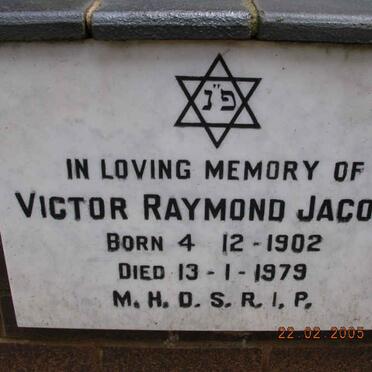 פ"נ
IN LOVING MEMORY OF
VICTOR RAYMOND JACO
BORN 4 12-1902
DIED 13-1-1979
M.H.D.S.R.I.P.
22.02.2005